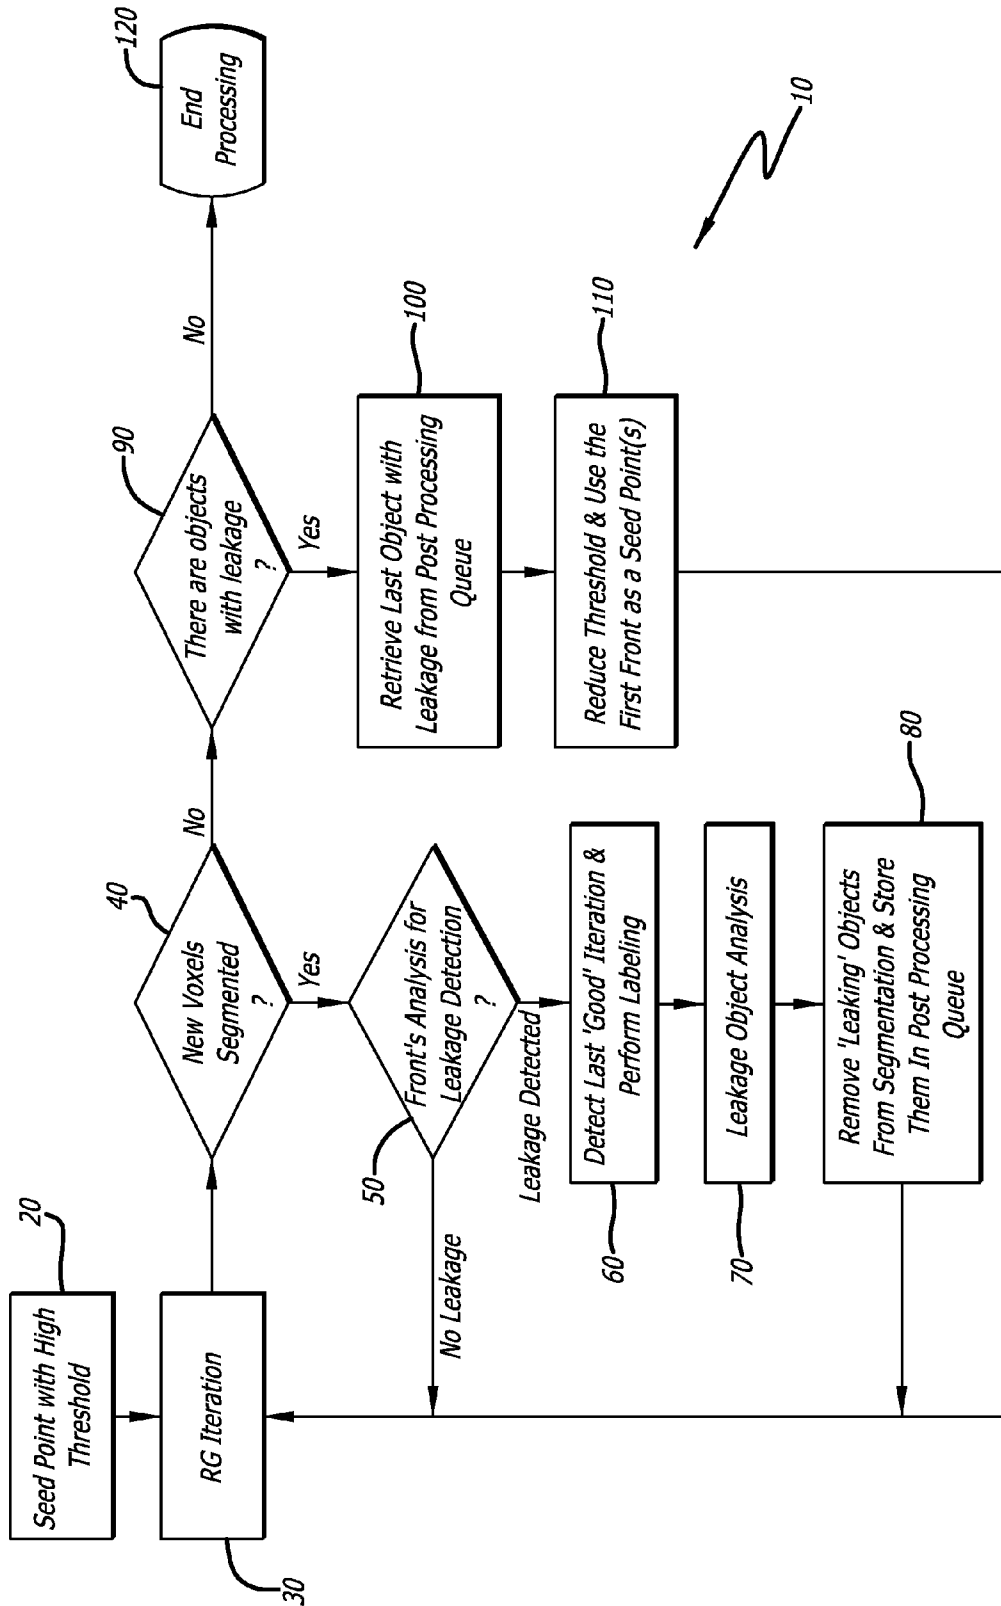 20
Seed Point with High
Threshold
RG Iteration
30
40
New Voxels
Segmented
?
No
Yes
90
There are objects
with leakage
?
No
Yes
120
End
Processing
50
Front's Analysis for
Leakage Detection
?
No Leakage
Leakage Detected
100
Retrieve Last Object with
Leakage from Post Processing
Queue
60
Detect Last 'Good' Iteration &
Perform Labeling
110
Reduce Threshold & Use the
First Front as a Seed Point(s)
70
Leakage Object Analysis
80
Remove 'Leaking' Objects
From Segmentation & Store
Them In Post Processing
Queue
10